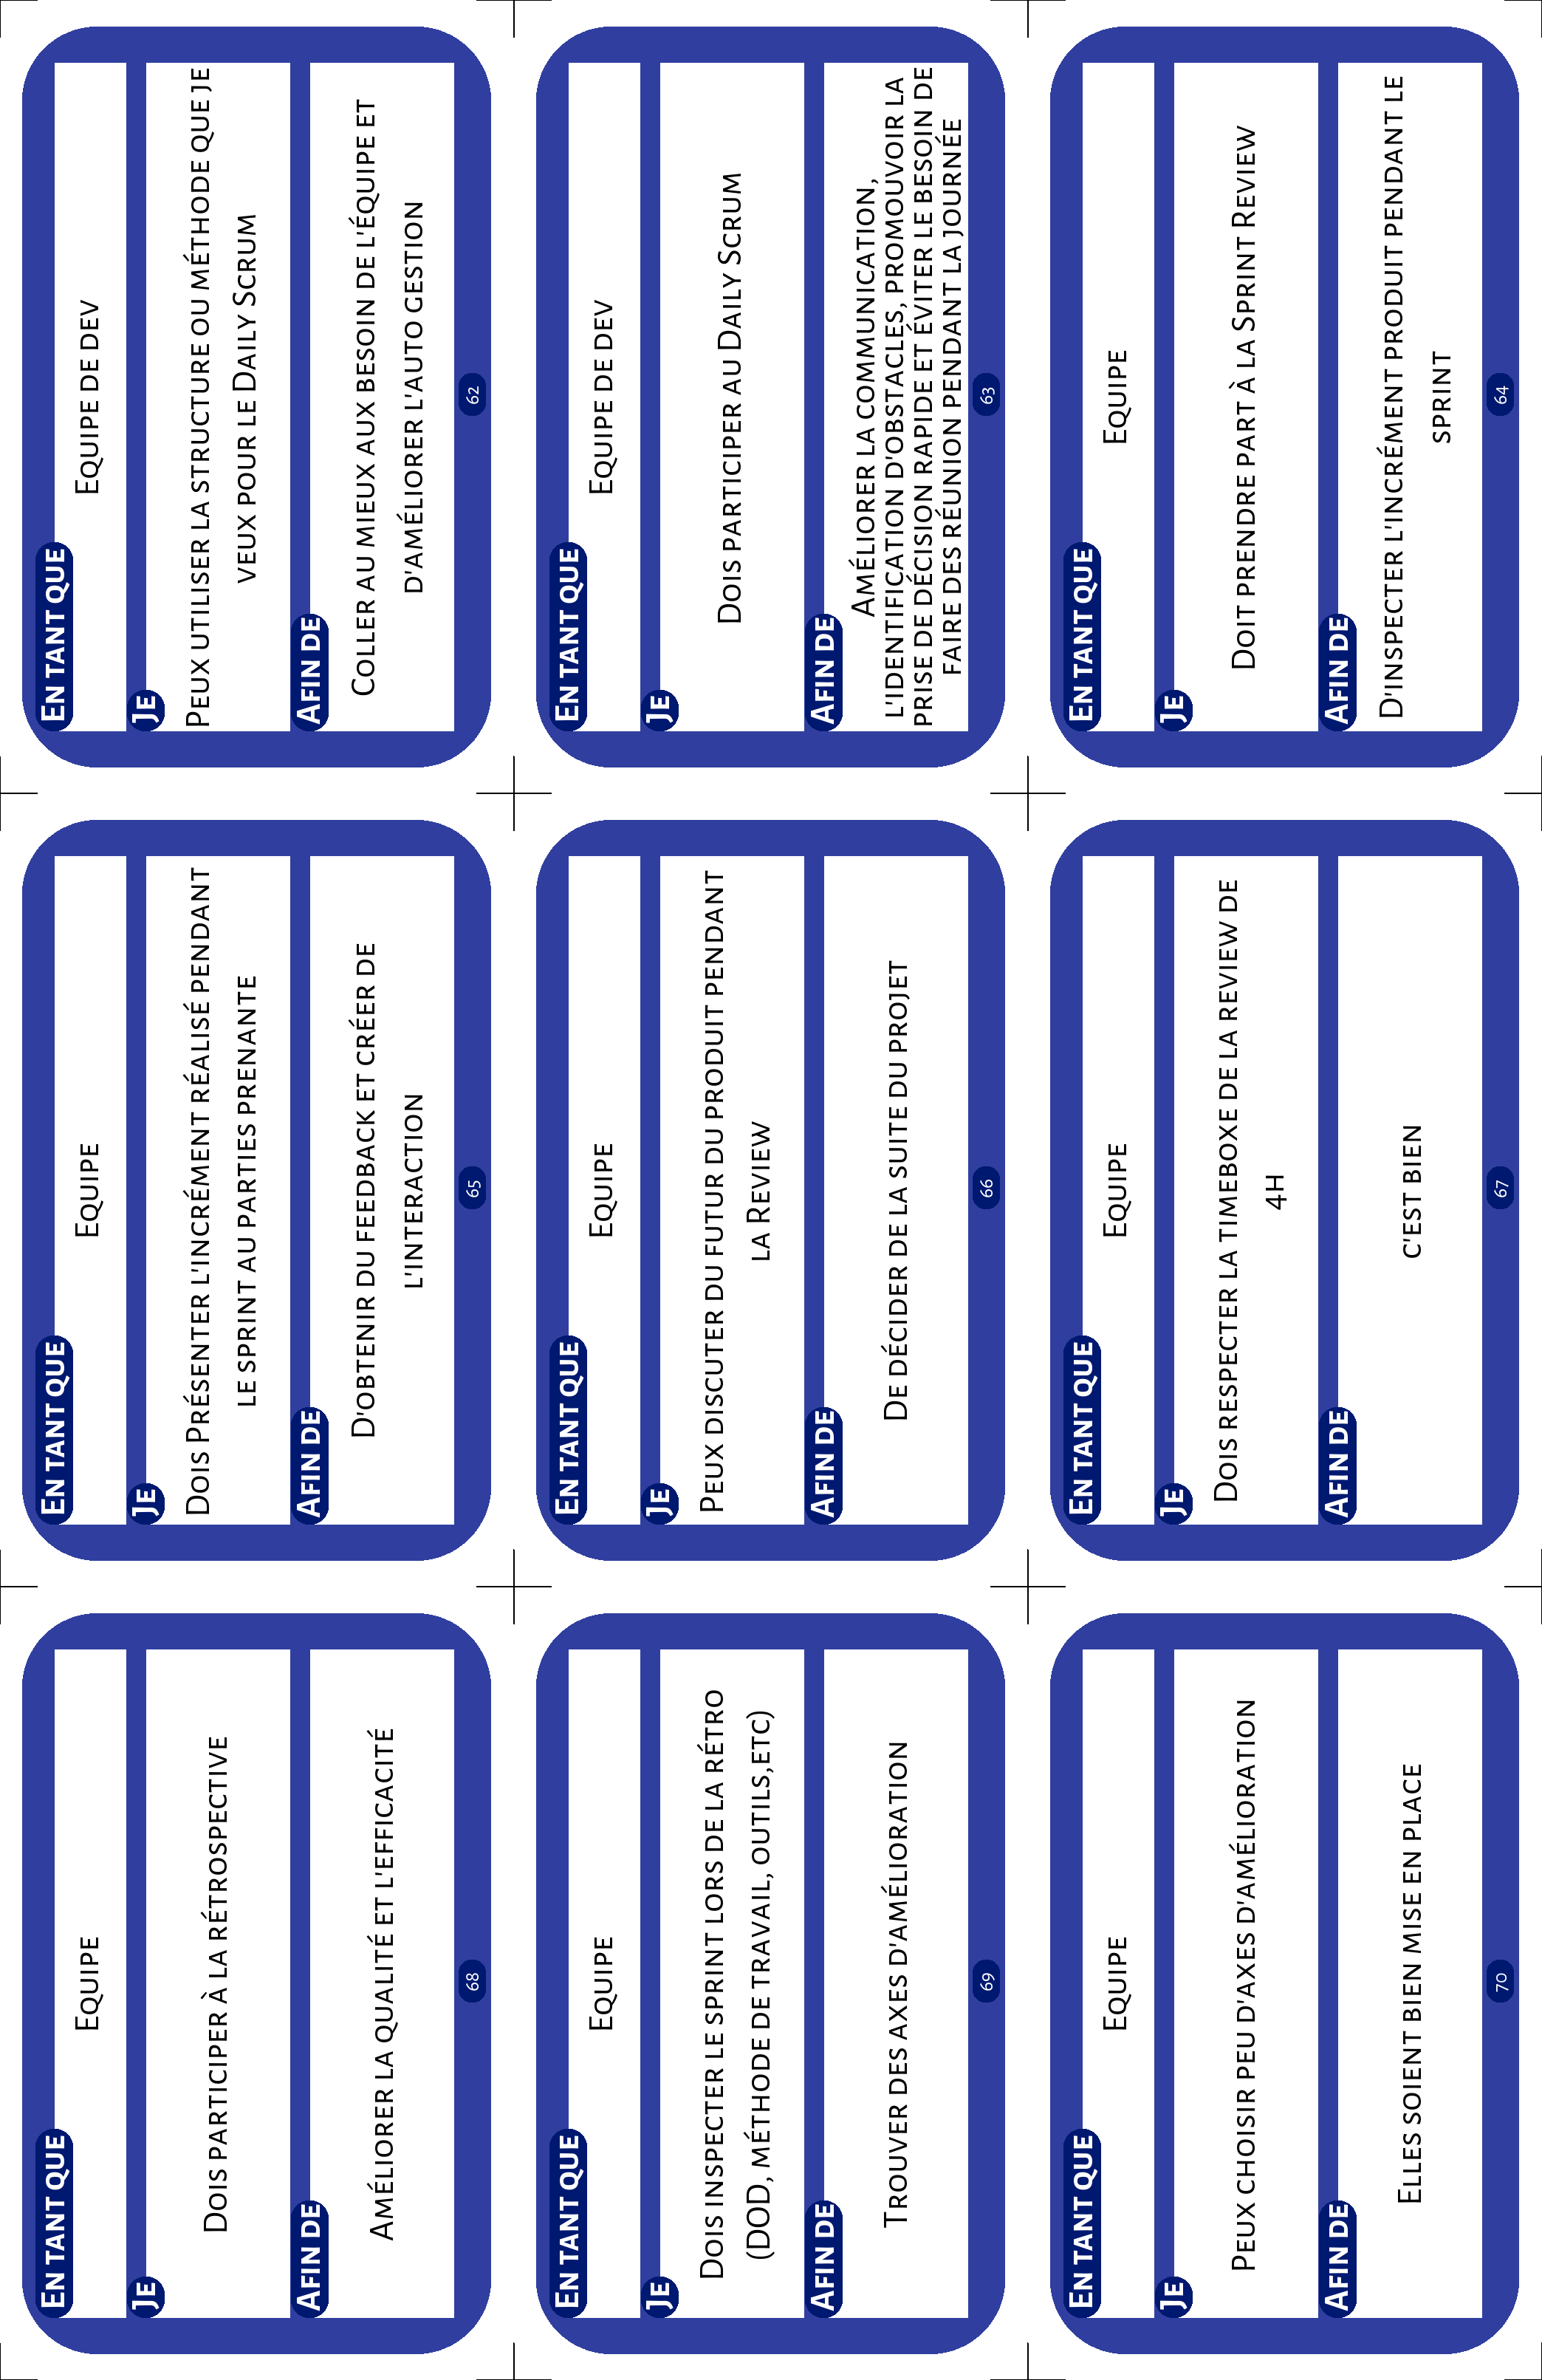 En tant que
Equipe de dev
Je
Peux utiliser la structure ou méthode que je
veux pour le Daily Scrum
Afin de
Coller au mieux aux besoin de l'équipe et
d'améliorer l'auto gestion
62
En tant que
Equipe de dev
Je
Dois participer au Daily Scrum
Afin de
Améliorer la communication,
l'identification d'obstacles, promouvoir la
prise de décision rapide et éviter le besoin de
faire des réunion pendant la journée
63
En tant que
Equipe
Je
Doit prendre part à la Sprint Review
Afin de
D'inspecter l'incrément produit pendant le
sprint
64
En tant que
Equipe
Je
Dois Présenter l'incrément réalisé pendant
le sprint au parties prenante
Afin de
D'obtenir du feedback et créer de
l'interaction
65
En tant que
Equipe
Je
Peux discuter du futur du produit pendant
la Review
Afin de
De décider de la suite du projet
66
En tant que
Equipe
Je
Dois respecter la timeboxe de la review de
4h
Afin de
c'est bien
67
En tant que
Equipe
Je
Dois participer à la rétrospective
Afin de
Améliorer la qualité et l'efficacité
68
En tant que
Equipe
Je
Dois inspecter le sprint lors de la rétro
(DOD, méthode de travail, outils,etc)
Afin de
Trouver des axes d'amélioration
69
En tant que
Equipe
Je
Peux choisir peu d'axes d'amélioration
Afin de
Elles soient bien mise en place
70